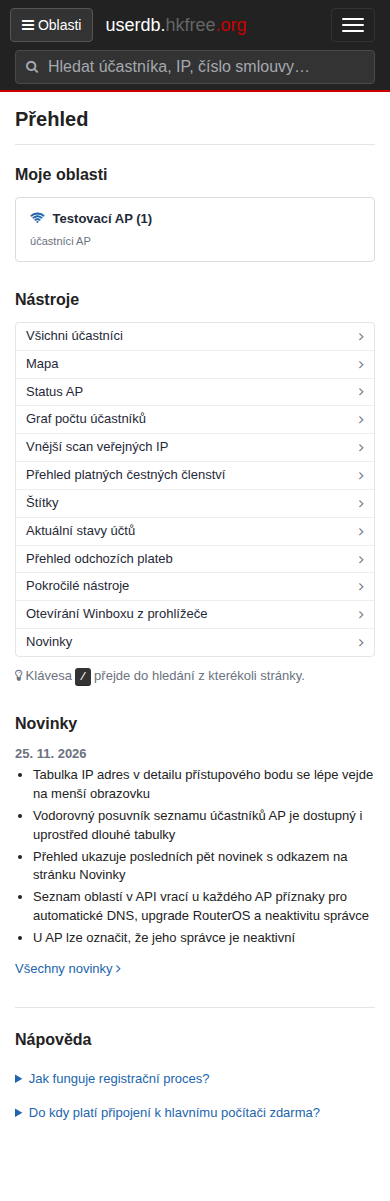 Oblasti userdb.hkfree.org
Hledat účastníka, IP, číslo smlouvy…
Přehled
Moje oblasti
Testovací AP (1)
účastníci AP
Nástroje
Všichni účastníci
Mapa
Status AP
Graf počtu účastníků
Vnější scan veřejných IP
Přehled platných čestných členství
Štítky
Aktuální stavy účtů
Přehled odchozích plateb
Pokročilé nástroje
Otevírání Winboxu z prohlížeče
Novinky
Klávesa / přejde do hledání z kterékoli stránky.
Novinky
25. 11. 2026
• Tabulka IP adres v detailu přístupového bodu se lépe vejde
na menší obrazovku
• Vodorovný posuvník seznamu účastníků AP je dostupný i
uprostřed dlouhé tabulky
• Přehled ukazuje posledních pět novinek s odkazem na
stránku Novinky
• Seznam oblastí v API vrací u každého AP příznaky pro
automatické DNS, upgrade RouterOS a neaktivitu správce
• U AP lze označit, že jeho správce je neaktivní
Všechny novinky
Nápověda
Jak funguje registrační proces?
Do kdy platí připojení k hlavnímu počítači zdarma?